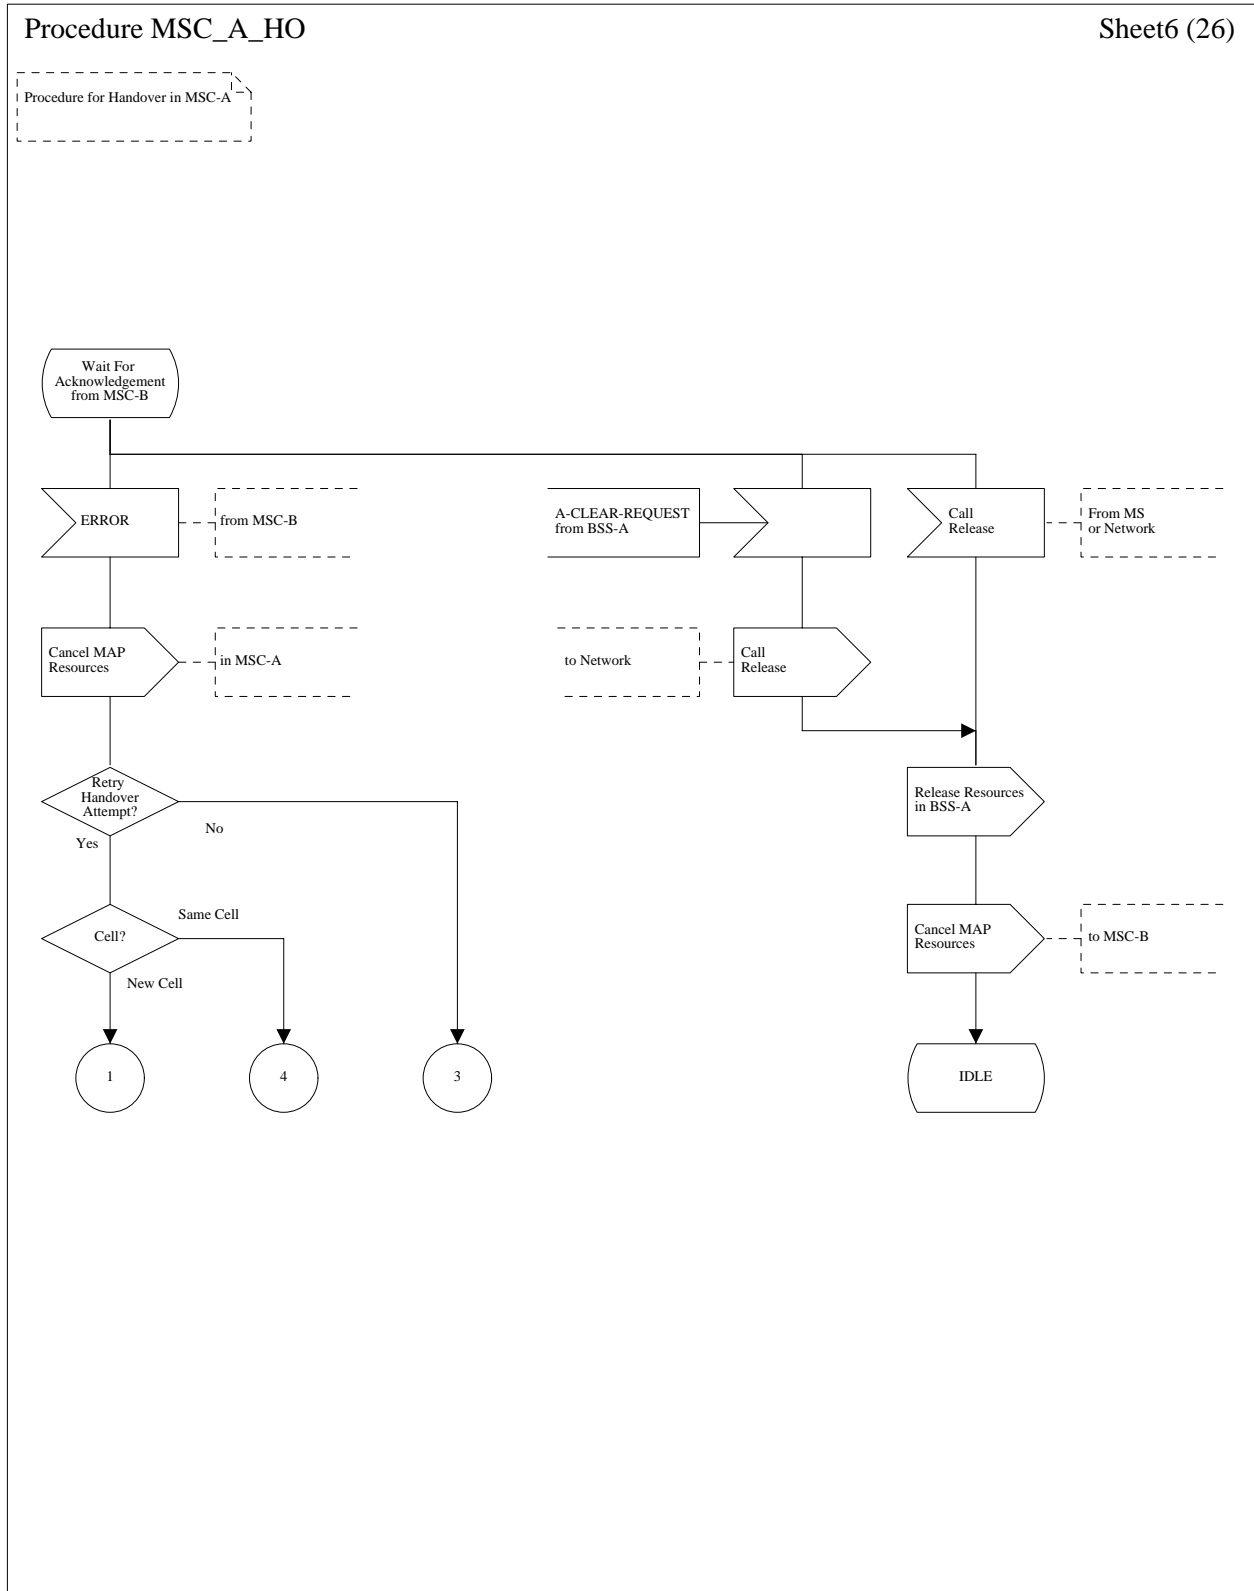 Procedure MSC_A_HO
Sheet6 (26)
Procedure for Handover in MSC-A
Wait For
Acknowledgement
from MSC-B
ERROR
from MSC-B
A-CLEAR-REQUEST
from BSS-A
Call
Release
From MS
or Network
Cancel MAP
Resources
in MSC-A
to Network
Call
Release
Retry
Handover
Attempt?
No
Yes
Release Resources
in BSS-A
Same Cell
Cell?
New Cell
Cancel MAP
Resources
to MSC-B
1
4
3
IDLE